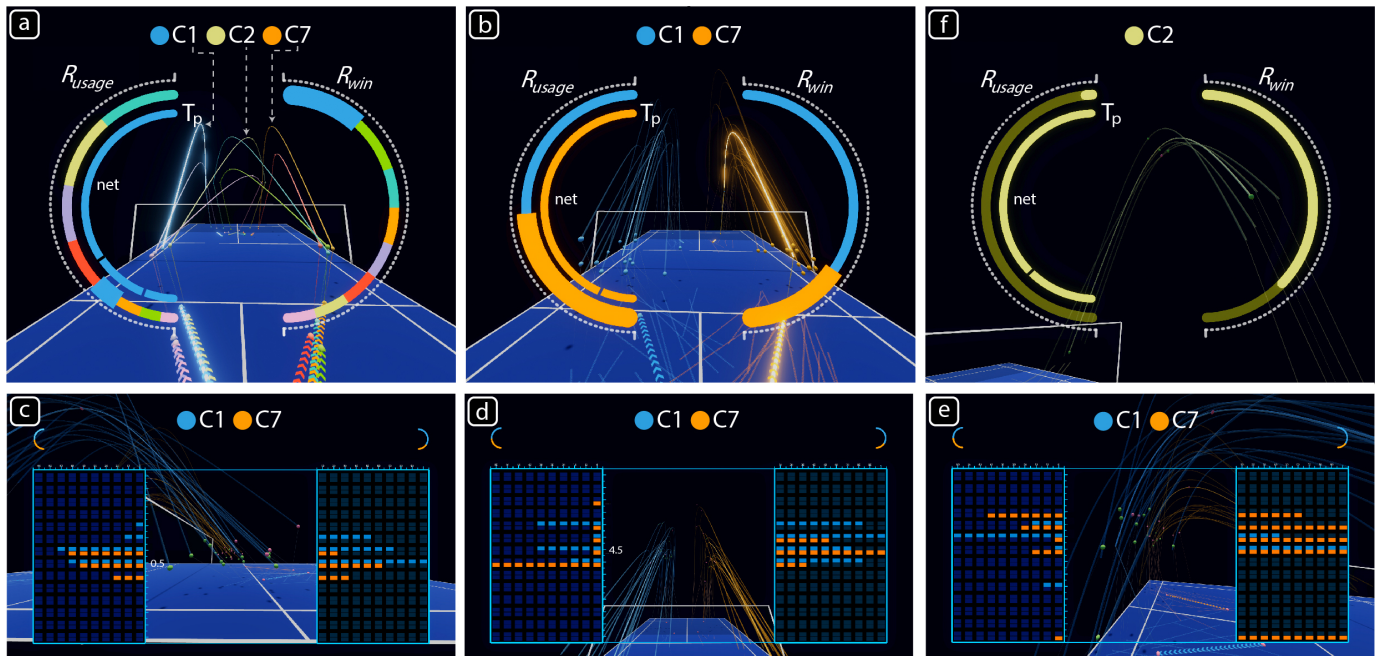 a
C1 C2 C7
R_usage
R_win
T_p
net
b
C1 C7
R_usage
R_win
T_p
net
f
C2
R_usage
R_win
T_p
net
c
C1 C7
0.5
d
C1 C7
4.5
e
C1 C7